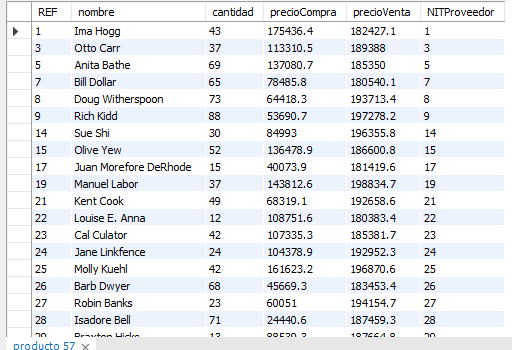 REF nombre cantidad precioCompra precioVenta NITProveedor
1 Ima Hogg 43 175436.4 182427.1 1
3 Otto Carr 37 113310.5 189388 3
5 Anita Bathe 69 137080.7 185350 5
7 Bill Dollar 65 78485.8 180540.1 7
8 Doug Witherspoon 73 64418.3 193713.4 8
9 Rich Kidd 88 53690.7 197278.2 9
14 Sue Shi 30 84993 196355.8 14
15 Olive Yew 52 136478.9 186600.8 15
17 Juan Morefore DeRhode 15 40073.9 181419.6 17
19 Manuel Labor 37 143812.6 198834.7 19
21 Kent Cook 49 68319.1 192658.6 21
22 Louise E. Anna 12 108751.6 180383.4 22
23 Cal Culator 42 107335.3 185381.7 23
24 Jane Linkfence 24 104378.9 192952.3 24
25 Molly Kuehl 42 161623.2 196870.6 25
26 Barb Dwyer 68 45669.3 183453.4 26
27 Robin Banks 23 60051 194154.7 27
28 Isadore Bell 71 24440.6 187459.3 28
29 Braxton Hicks 13 88539.3 187664.8 29
producto 57